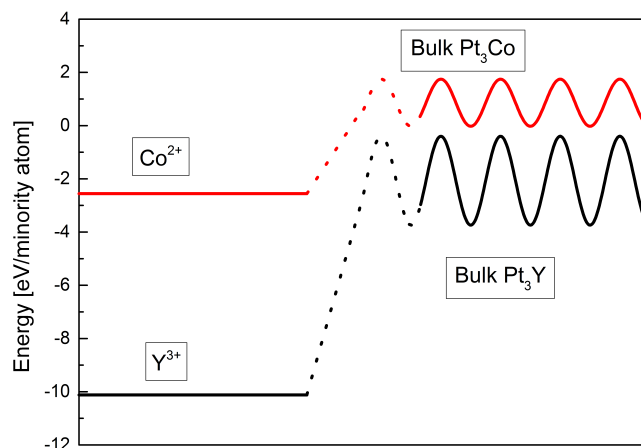 4
2
0
-2
-4
-6
-8
-10
-12
Energy [eV/minority atom]
Bulk Pt₃Co
Co²⁺
Bulk Pt₃Y
Y³⁺